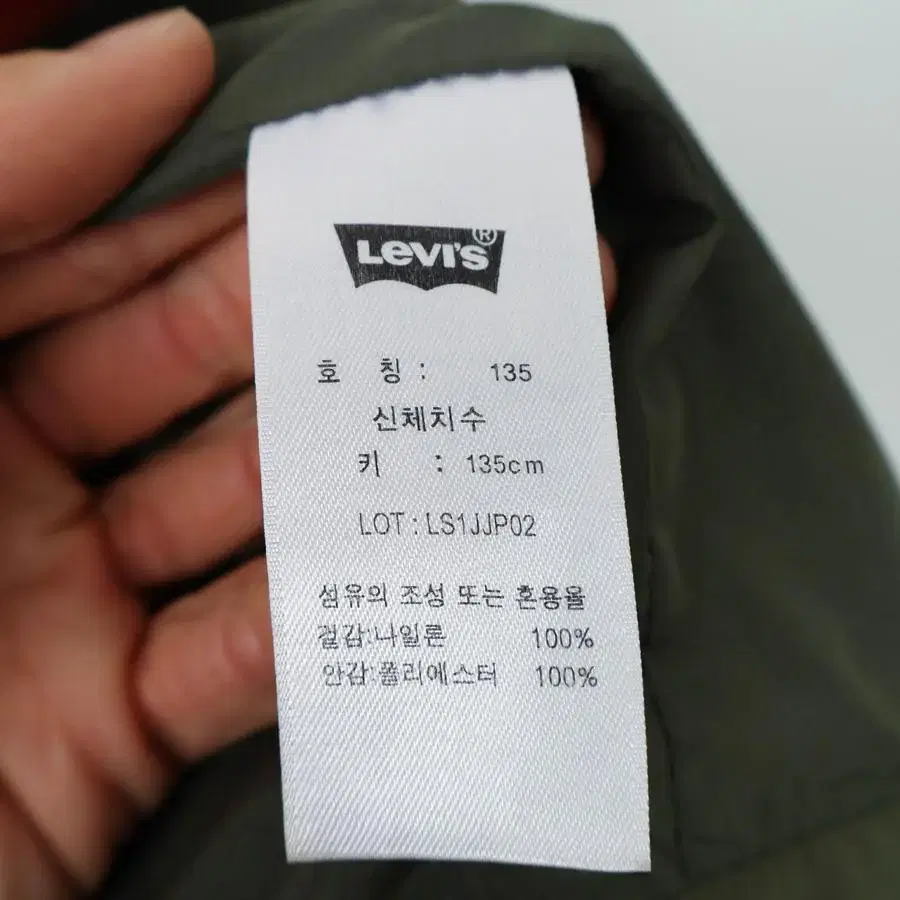 LEVI'S®
호 칭 : 135
신체치수
키 : 135cm
LOT : LS1JJP02
섬유의 조성 또는 혼용율
걸감:나일론 100%
안감:폴리에스터 100%